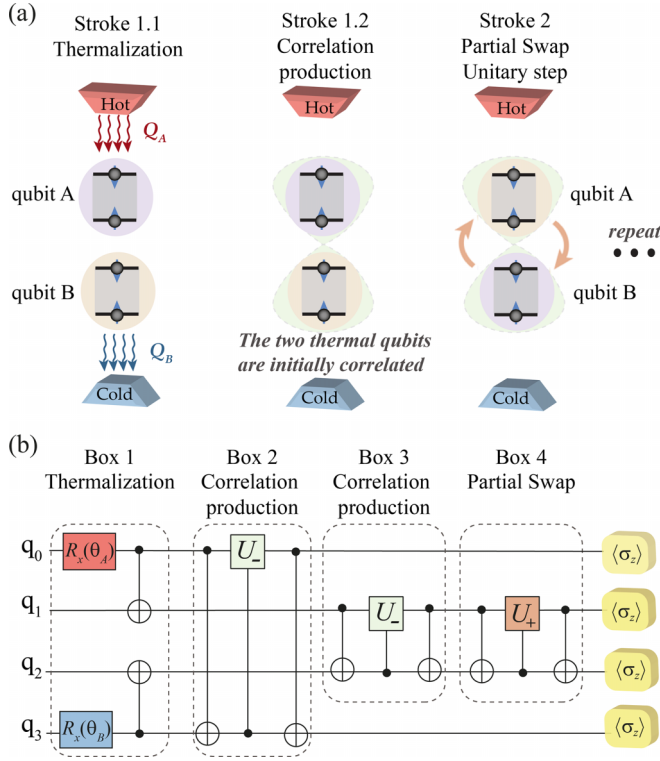 (a)
Stroke 1.1
Thermalization
Stroke 1.2
Correlation
production
Stroke 2
Partial Swap
Unitary step
Hot
Hot
Hot
Q_A
qubit A
qubit A
repeat
qubit B
qubit B
Q_B
The two thermal qubits
are initially correlated
Cold
Cold
Cold
(b)
Box 1
Thermalization
Box 2
Correlation
production
Box 3
Correlation
production
Box 4
Partial Swap
q₀ R_x(θ_A) U_- ⟨σ_z⟩
q₁ U_- U_+ ⟨σ_z⟩
q₂ ⟨σ_z⟩
q₃ R_x(θ_B) ⟨σ_z⟩